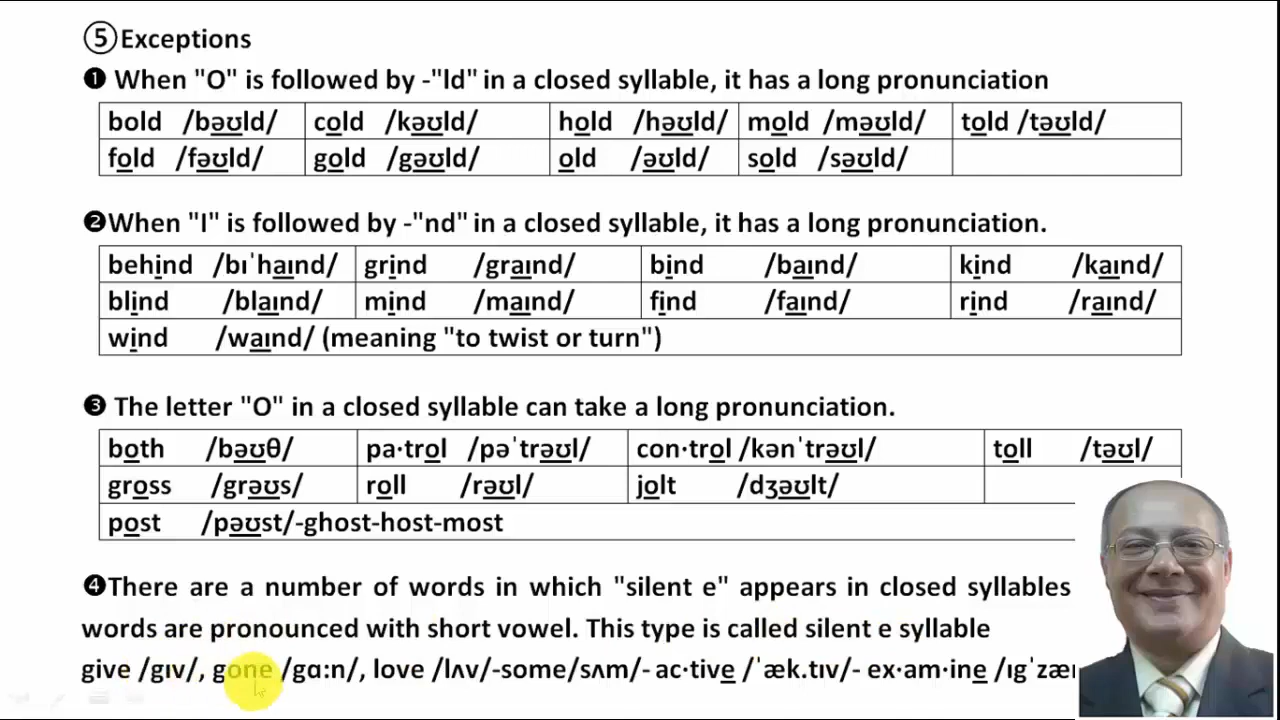 ⑤Exceptions
❶ When "O" is followed by -"ld" in a closed syllable, it has a long pronunciation
bold /bəʊld/ cold /kəʊld/ hold /həʊld/ mold /məʊld/ told /təʊld/
fold /fəʊld/ gold /gəʊld/ old /əʊld/ sold /səʊld/
❷When "I" is followed by -"nd" in a closed syllable, it has a long pronunciation.
behind /bɪˈhaɪnd/ grind /graɪnd/ bind /baɪnd/ kind /kaɪnd/
blind /blaɪnd/ mind /maɪnd/ find /faɪnd/ rind /raɪnd/
wind /waɪnd/ (meaning "to twist or turn")
❸ The letter "O" in a closed syllable can take a long pronunciation.
both /bəʊθ/ pa·trol /pəˈtrəʊl/ con·trol /kənˈtrəʊl/ toll /təʊl/
gross /grəʊs/ roll /rəʊl/ jolt /dʒəʊlt/
post /pəʊst/-ghost-host-most
❹There are a number of words in which "silent e" appears in closed syllables
words are pronounced with short vowel. This type is called silent e syllable
give /gɪv/, gone /gɑ:n/, love /lʌv/-some/sʌm/- ac·tive /ˈæk.tɪv/- ex·am·ine /ɪgˈzæ